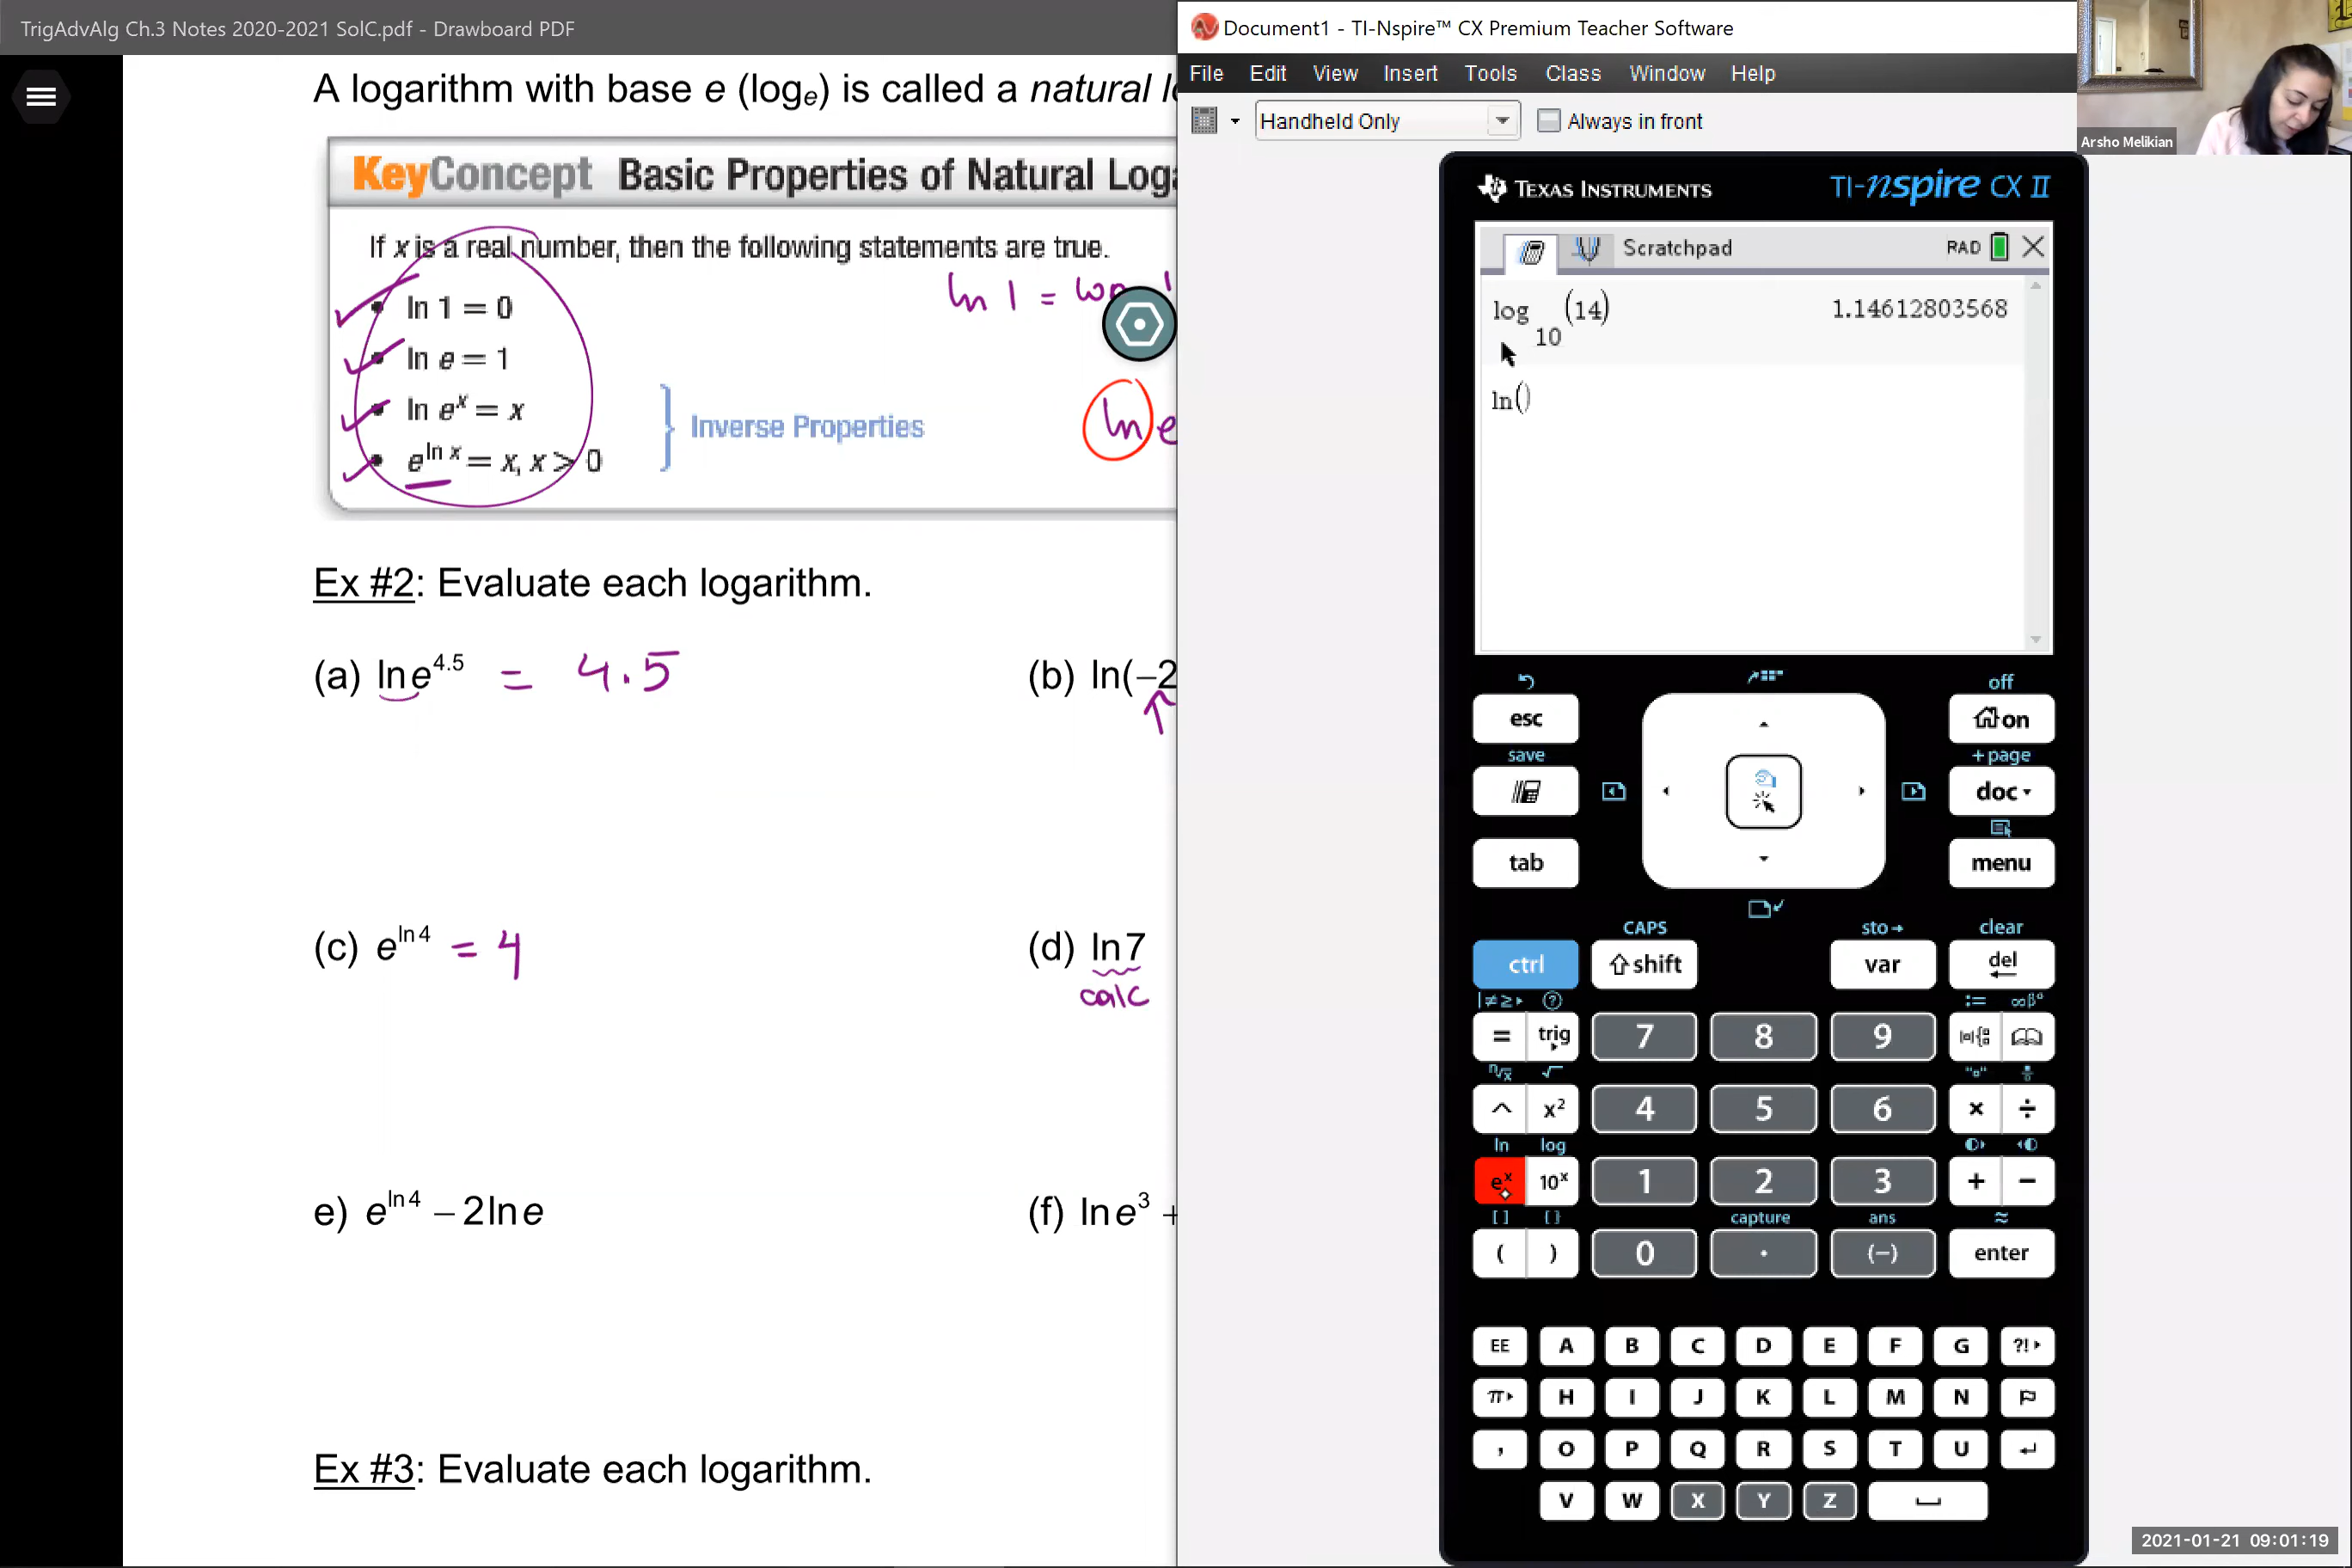 TrigAdvAlg Ch.3 Notes 2020-2021 SolC.pdf - Drawboard PDF
A logarithm with base e (logₑ) is called a natural
KeyConcept Basic Properties of Natural
If x is a real number, then the following statements are true.
• ln 1 = 0
• ln e = 1
• ln eˣ = x
• e^(ln x) = x, x > 0
Inverse Properties
ln 1 =
ln e
Ex #2: Evaluate each logarithm.
(a) ln e^4.5 = 4.5
(b) ln(−2
(c) e^(ln 4) = 4
(d) ln 7
calc
e) e^(ln 4) − 2 ln e
(f) ln e³ +
Ex #3: Evaluate each logarithm.
Document1 - TI-Nspire™ CX Premium Teacher Software
File Edit View Insert Tools Class Window Help
Handheld Only Always in front
Arsho Melikian
TEXAS INSTRUMENTS TI-nspire CX II
Scratchpad RAD
log₁₀(14) 1.14612803568
ln()
off
esc on
save + page
doc
tab menu
CAPS sto→ clear
ctrl shift var del
|≠≥▸ ? := ∞β°
= trig 7 8 9
ⁿ√x √ "□"
^ x² 4 5 6 × ÷
ln log
eˣ 10ˣ 1 2 3 + −
[ ] { } capture ans ≈
( ) 0 . (−) enter
EE A B C D E F G ?!▸
π▸ H I J K L M N
, O P Q R S T U ↵
V W X Y Z
2021-01-21 09:01:19